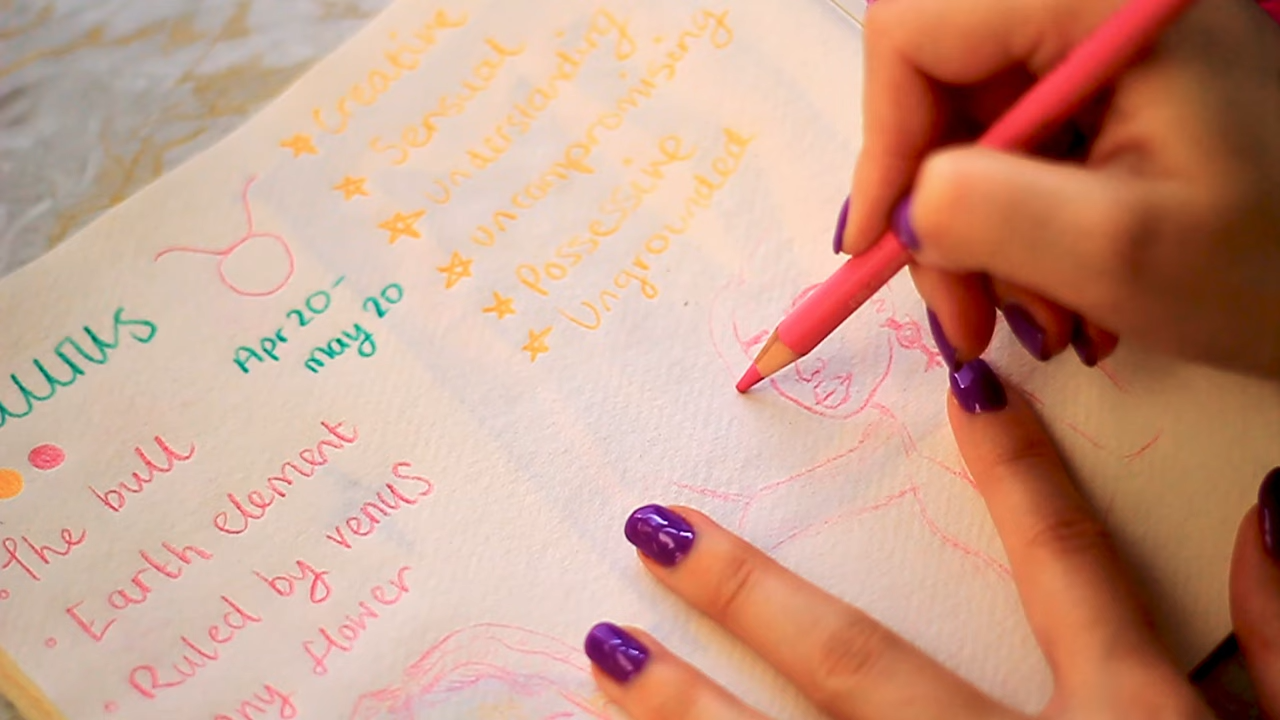 Creative
Sensual
understanding
uncompromising
Possessive
Ungrounded
Apr 20 -
may 20
The bull
Earth element
Ruled by venus
flower